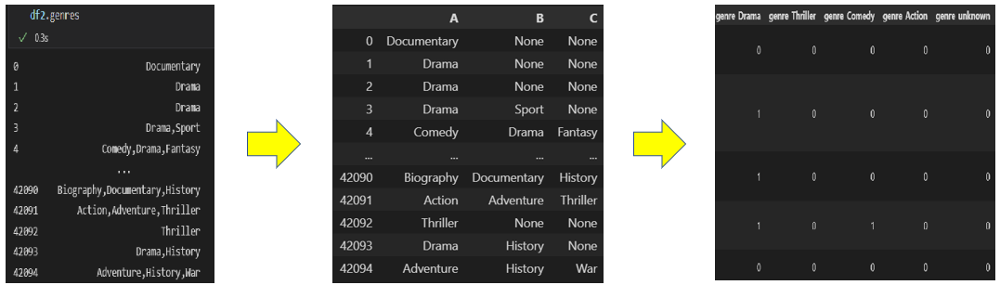 df2.genres
✓ 0.3s
0 Documentary
1 Drama
2 Drama
3 Drama,Sport
4 Comedy,Drama,Fantasy
...
42090 Biography,Documentary,History
42091 Action,Adventure,Thriller
42092 Thriller
42093 Drama,History
42094 Adventure,History,War
A B C
0 Documentary None None
1 Drama None None
2 Drama None None
3 Drama Sport None
4 Comedy Drama Fantasy
... ... ... ...
42090 Biography Documentary History
42091 Action Adventure Thriller
42092 Thriller None None
42093 Drama History None
42094 Adventure History War
genre Drama genre Thriller genre Comedy genre Action genre unknown
0 0 0 0 0
1 0 0 0 0
1 0 0 0 0
1 0 1 0 0
0 0 0 0 0